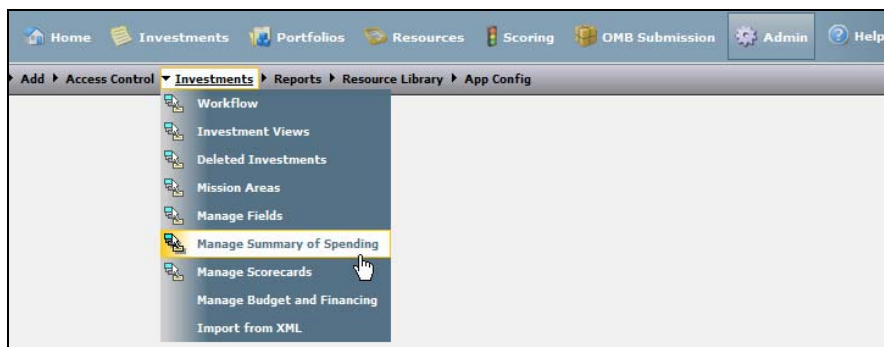 Home Investments Portfolios Resources Scoring OMB Submission Admin Help
Add Access Control Investments Reports Resource Library App Config
Workflow
Investment Views
Deleted Investments
Mission Areas
Manage Fields
Manage Summary of Spending
Manage Scorecards
Manage Budget and Financing
Import from XML